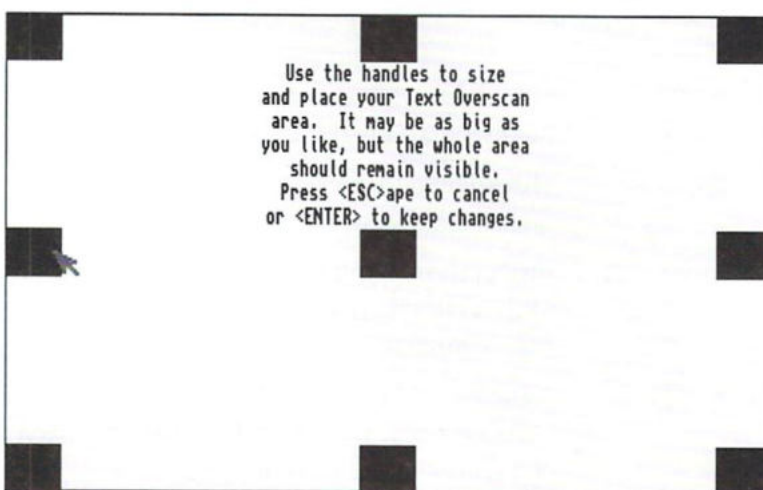 Use the handles to size
and place your Text Overscan
area. It may be as big as
you like, but the whole area
should remain visible.
Press <ESC>ape to cancel
or <ENTER> to keep changes.